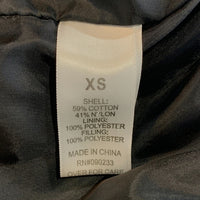 XS
SHELL:
59% COTTON
41% NYLON
LINING:
100% POLYESTER
FILLING:
100% POLYESTER
MADE IN CHINA
RN#090233
OVER FOR CARE